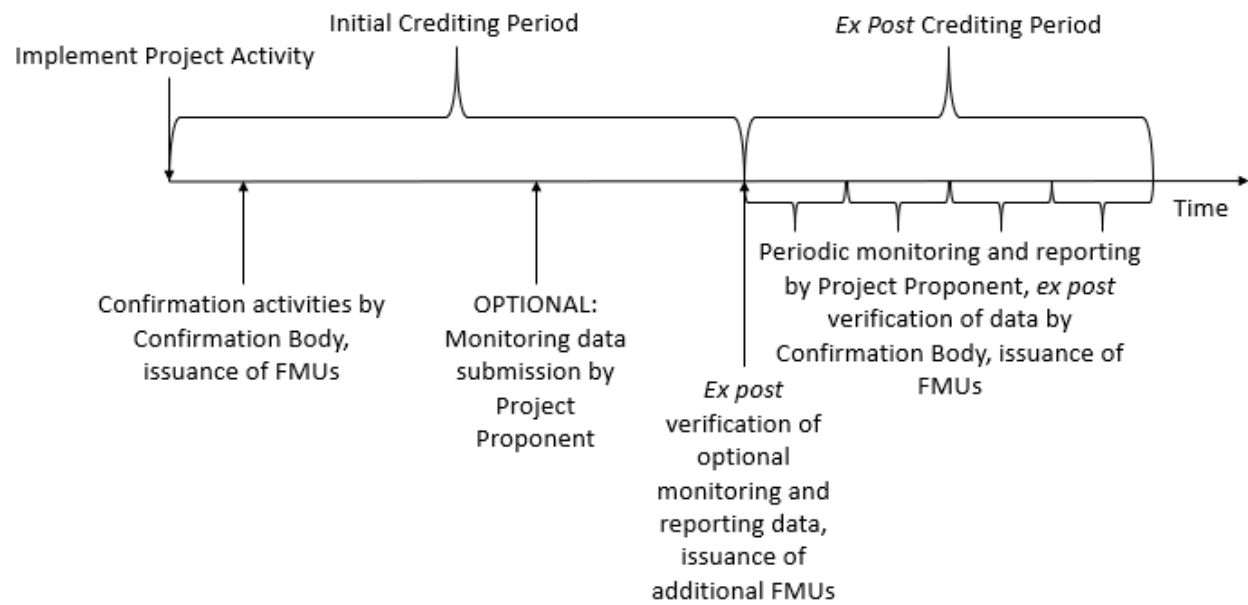 Initial Crediting Period
Ex Post Crediting Period
Implement Project Activity
Time
Confirmation activities by
Confirmation Body,
issuance of FMUs
OPTIONAL:
Monitoring data
submission by
Project
Proponent
Ex post
verification of
optional
monitoring and
reporting data,
issuance of
additional FMUs
Periodic monitoring and reporting
by Project Proponent, ex post
verification of data by
Confirmation Body, issuance of
FMUs